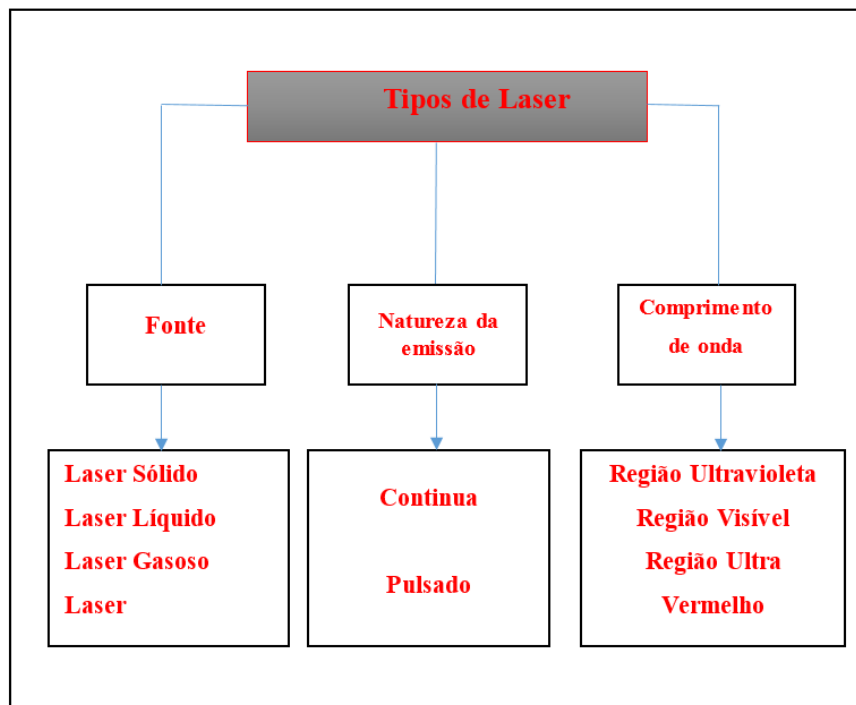 Tipos de Laser
Fonte
Natureza da
emissão
Comprimento
de onda
Laser Sólido
Laser Líquido
Laser Gasoso
Laser
Continua
Pulsado
Região Ultravioleta
Região Visível
Região Ultra
Vermelho